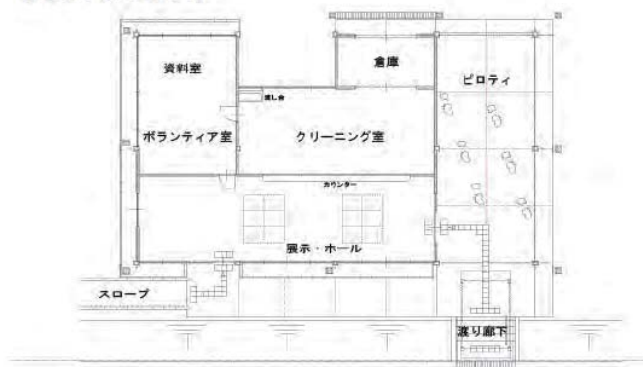 資料室
倉庫
ピロティ
流し台
ボランティア室
クリーニング室
カウンター
展示・ホール
スロープ
渡り廊下